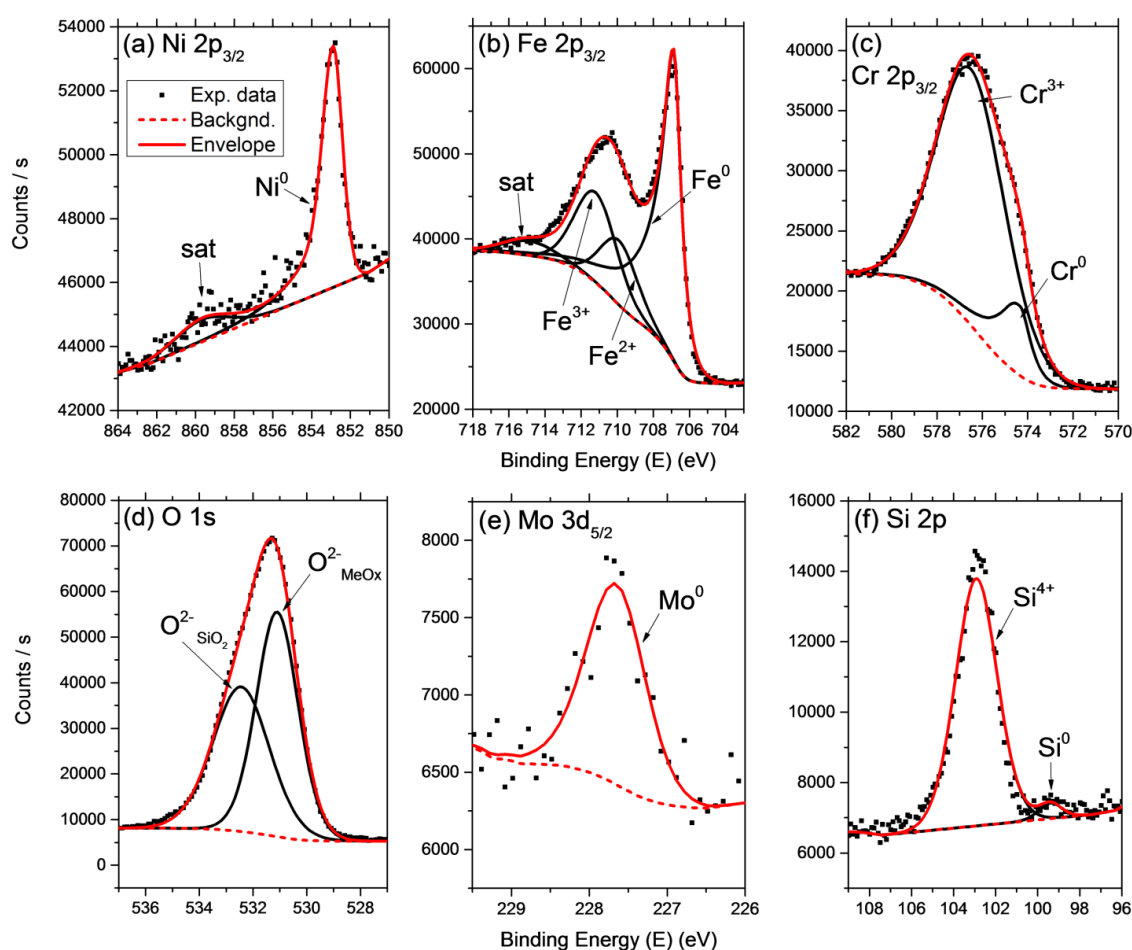 (a) Ni 2p3/2
Exp. data
Backgnd.
Envelope
Ni0
sat
Counts / s
54000
52000
50000
48000
46000
44000
42000
864 862 860 858 856 854 852 850
(b) Fe 2p3/2
sat
Fe0
Fe3+
Fe2+
60000
50000
40000
30000
20000
718 716 714 712 710 708 706 704
Binding Energy (E) (eV)
(c)
Cr 2p3/2
Cr3+
Cr0
40000
35000
30000
25000
20000
15000
10000
582 580 578 576 574 572 570
(d) O 1s
O2- MeOx
O2- SiO2
Counts / s
80000
70000
60000
50000
40000
30000
20000
10000
0
536 534 532 530 528
(e) Mo 3d5/2
Mo0
8000
7500
7000
6500
6000
229 228 227 226
Binding Energy (E) (eV)
(f) Si 2p
Si4+
Si0
16000
14000
12000
10000
8000
6000
108 106 104 102 100 98 96